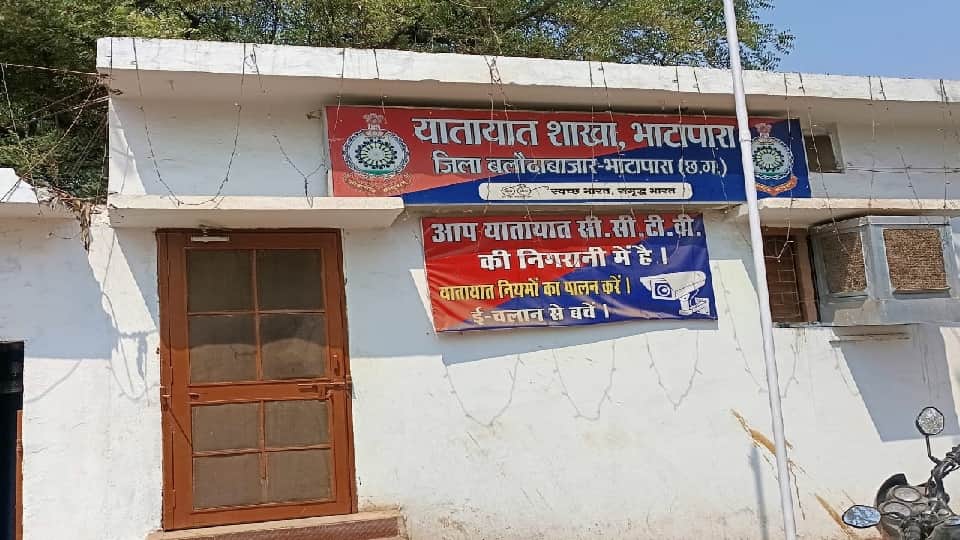 यातायात शाखा, भाटापारा
जिला बलौदाबाजार-भाटापारा (छ.ग.)
स्वच्छ भारत, समृद्ध भारत
आप यातायात सी.सी.टी.वी.
की निगरानी में है ।
यातायात नियमों का पालन करें ।
ई-चलान से बचें ।